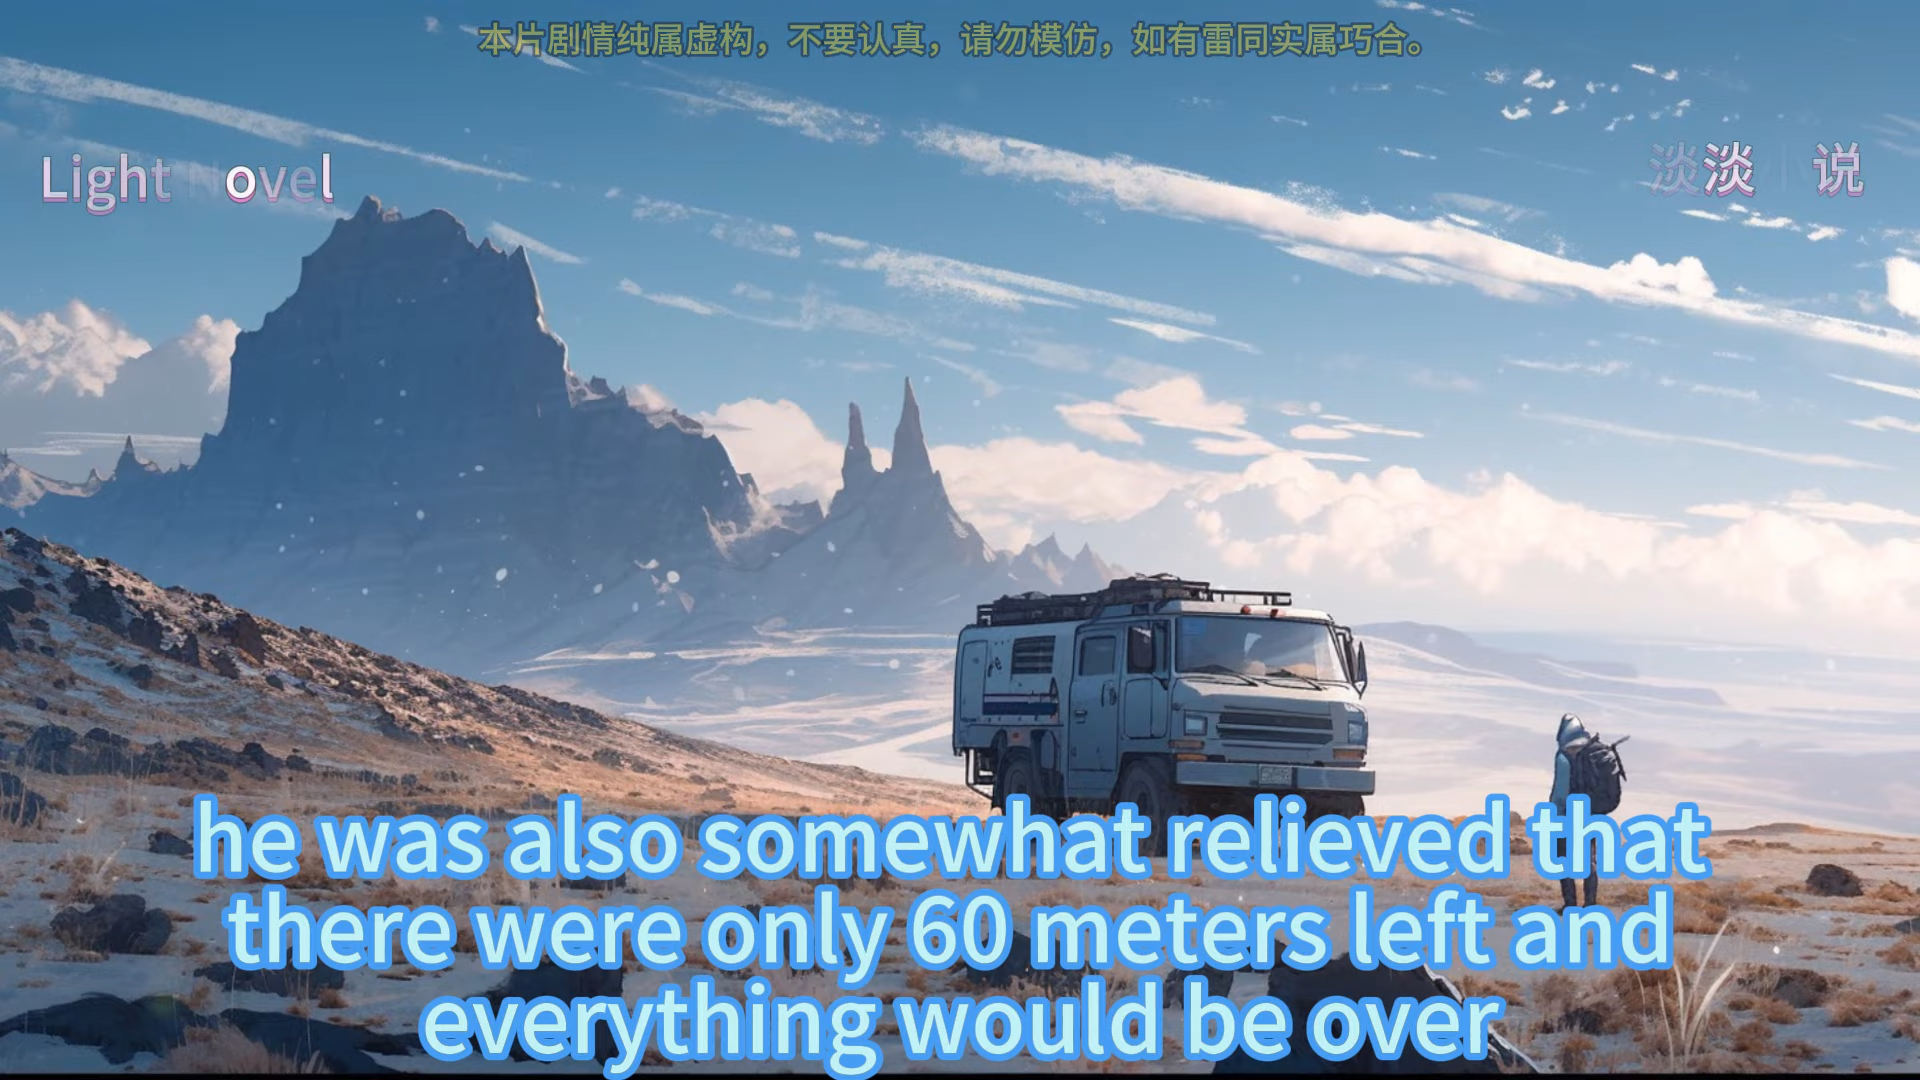 本片剧情纯属虚构，不要认真，请勿模仿，如有雷同实属巧合。
Light Novel
淡淡小说
he was also somewhat relieved that
there were only 60 meters left and
everything would be over